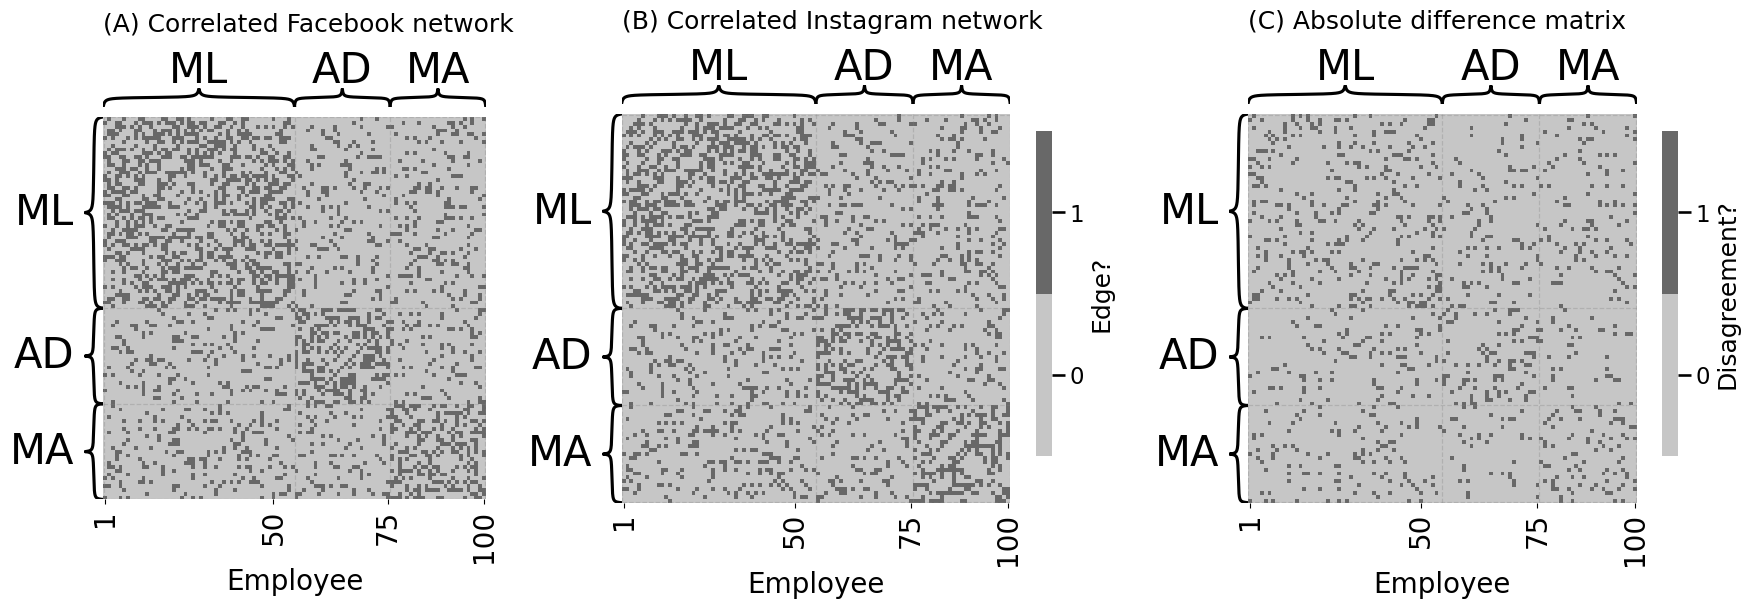 (A) Correlated Facebook network
ML AD MA
ML
AD
MA
1 50 75 100
Employee
(B) Correlated Instagram network
ML AD MA
ML
AD
MA
1 50 75 100
Employee
1
0
Edge?
(C) Absolute difference matrix
ML AD MA
ML
AD
MA
1 50 75 100
Employee
1
0
Disagreement?